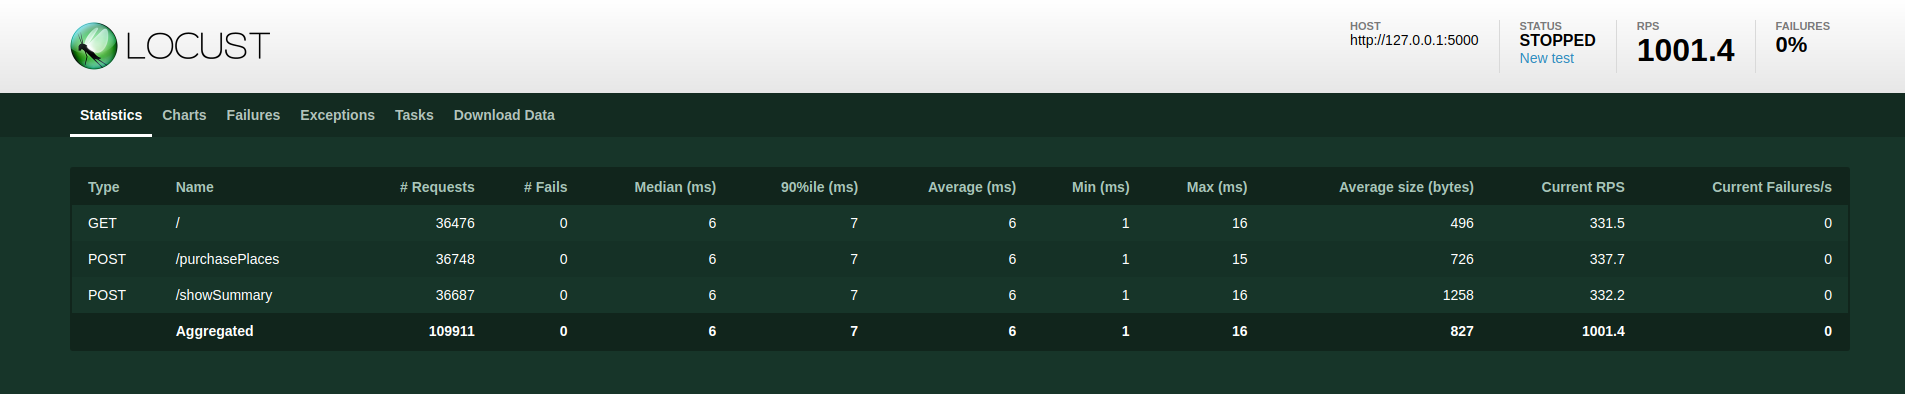 LOCUST
HOST
http://127.0.0.1:5000
STATUS
STOPPED
New test
RPS
1001.4
FAILURES
0%
Statistics Charts Failures Exceptions Tasks Download Data
Type Name # Requests # Fails Median (ms) 90%ile (ms) Average (ms) Min (ms) Max (ms) Average size (bytes) Current RPS Current Failures/s
GET / 36476 0 6 7 6 1 16 496 331.5 0
POST /purchasePlaces 36748 0 6 7 6 1 15 726 337.7 0
POST /showSummary 36687 0 6 7 6 1 16 1258 332.2 0
Aggregated 109911 0 6 7 6 1 16 827 1001.4 0